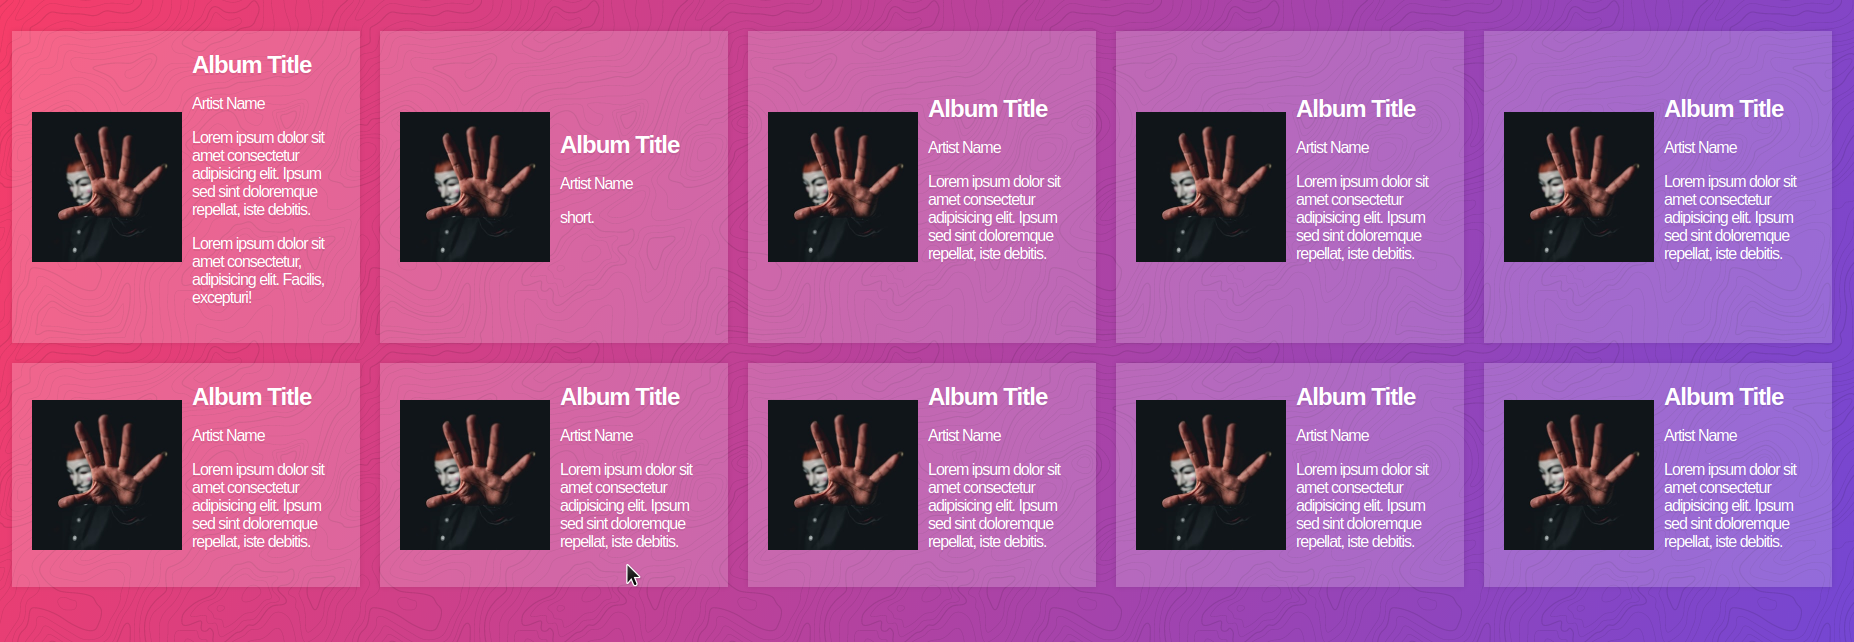 Album Title
Artist Name
Lorem ipsum dolor sit
amet consectetur
adipisicing elit. Ipsum
sed sint doloremque
repellat, iste debitis.
Lorem ipsum dolor sit
amet consectetur,
adipisicing elit. Facilis,
excepturi!
Album Title
Artist Name
short.
Album Title
Artist Name
Lorem ipsum dolor sit
amet consectetur
adipisicing elit. Ipsum
sed sint doloremque
repellat, iste debitis.
Album Title
Artist Name
Lorem ipsum dolor sit
amet consectetur
adipisicing elit. Ipsum
sed sint doloremque
repellat, iste debitis.
Album Title
Artist Name
Lorem ipsum dolor sit
amet consectetur
adipisicing elit. Ipsum
sed sint doloremque
repellat, iste debitis.
Album Title
Artist Name
Lorem ipsum dolor sit
amet consectetur
adipisicing elit. Ipsum
sed sint doloremque
repellat, iste debitis.
Album Title
Artist Name
Lorem ipsum dolor sit
amet consectetur
adipisicing elit. Ipsum
sed sint doloremque
repellat, iste debitis.
Album Title
Artist Name
Lorem ipsum dolor sit
amet consectetur
adipisicing elit. Ipsum
sed sint doloremque
repellat, iste debitis.
Album Title
Artist Name
Lorem ipsum dolor sit
amet consectetur
adipisicing elit. Ipsum
sed sint doloremque
repellat, iste debitis.
Album Title
Artist Name
Lorem ipsum dolor sit
amet consectetur
adipisicing elit. Ipsum
sed sint doloremque
repellat, iste debitis.